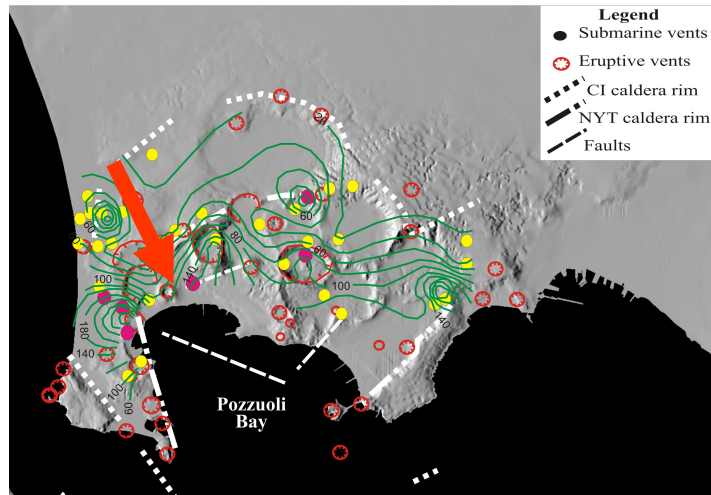 Legend
Submarine vents
Eruptive vents
CI caldera rim
NYT caldera rim
Faults
60
60
80
60
100
100
140
180
140
100
60
Pozzuoli
Bay